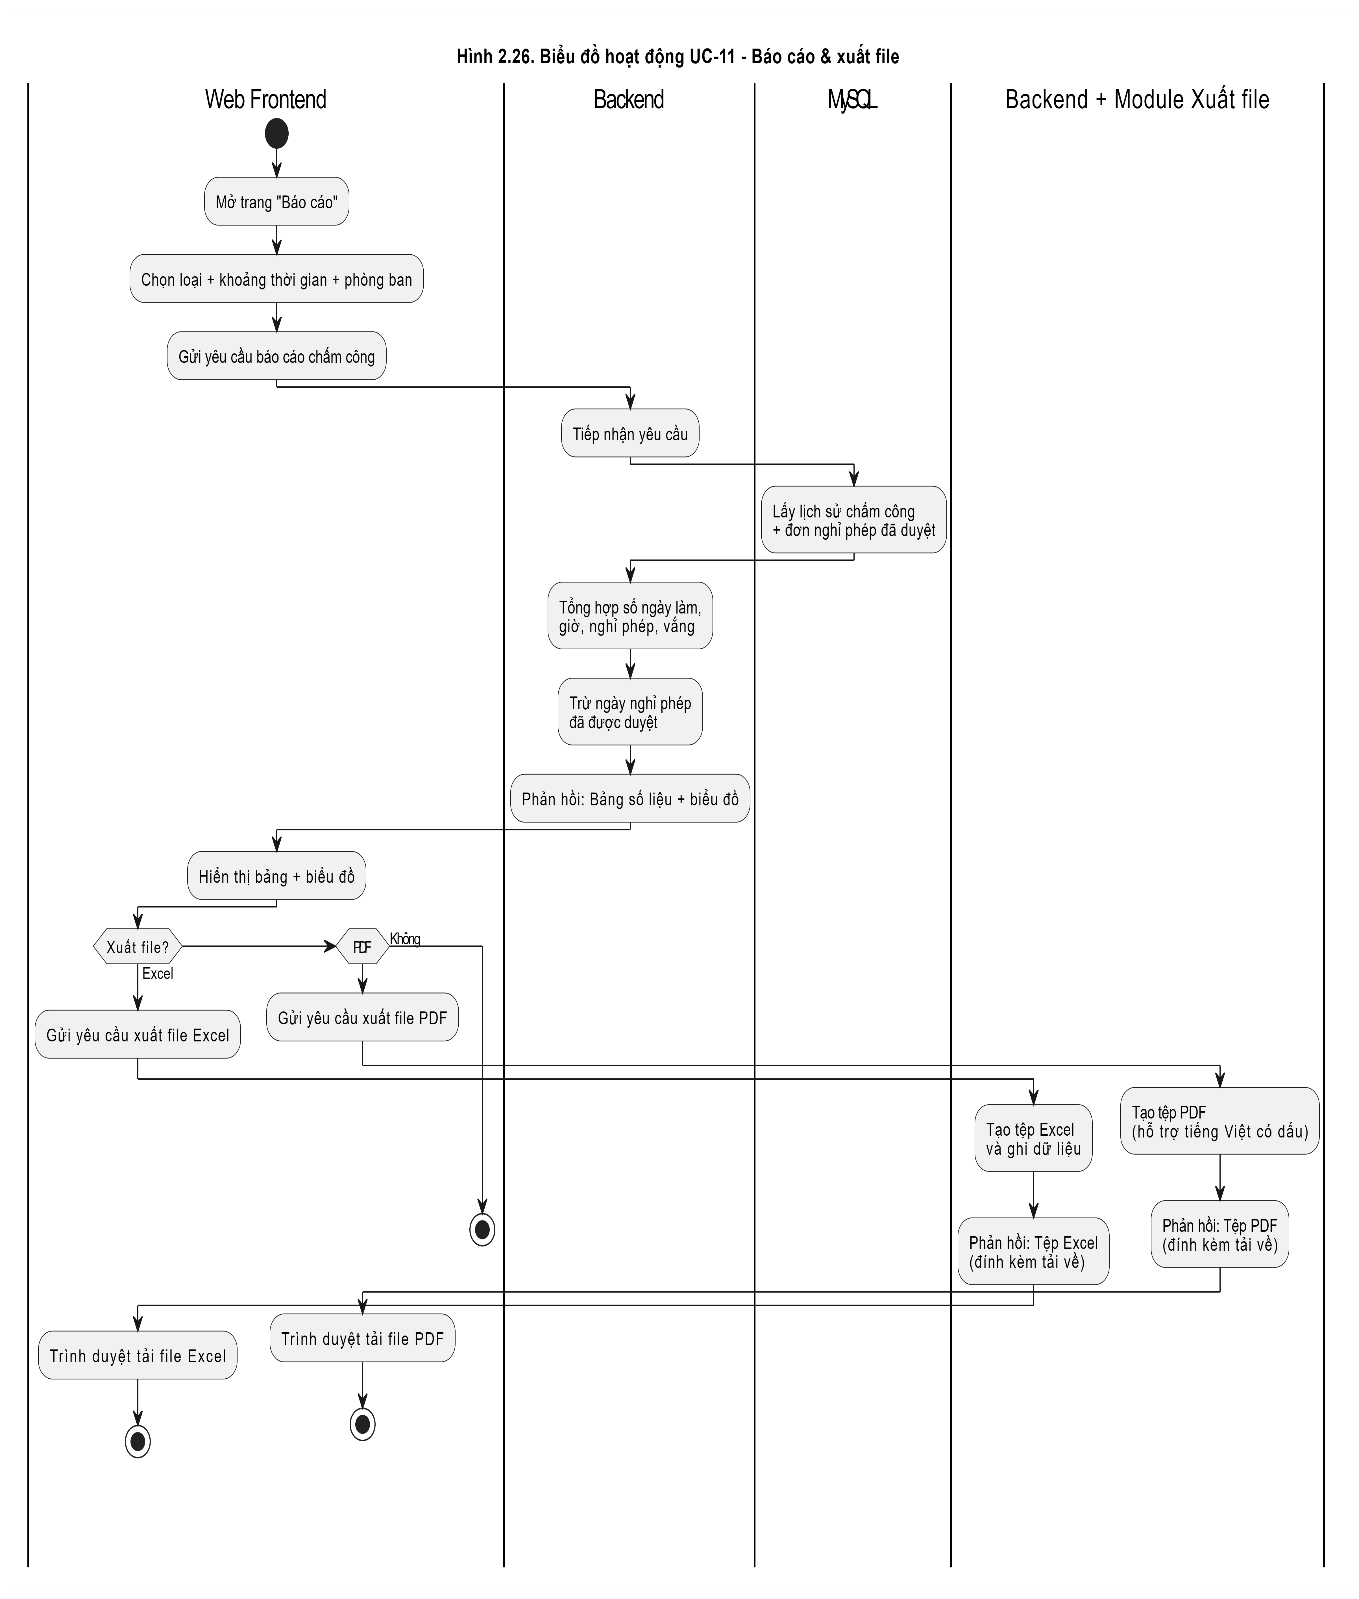 Hình 2.26. Biểu đồ hoạt động UC-11 - Báo cáo & xuất file
Web Frontend
Backend
MySQL
Backend + Module Xuất file
Mở trang "Báo cáo"
Chọn loại + khoảng thời gian + phòng ban
Gửi yêu cầu báo cáo chấm công
Tiếp nhận yêu cầu
Lấy lịch sử chấm công
+ đơn nghỉ phép đã duyệt
Tổng hợp số ngày làm,
giờ, nghỉ phép, vắng
Trừ ngày nghỉ phép
đã được duyệt
Phản hồi: Bảng số liệu + biểu đồ
Hiển thị bảng + biểu đồ
Xuất file?
PDF
Không
Excel
Gửi yêu cầu xuất file Excel
Gửi yêu cầu xuất file PDF
Tạo tệp Excel
và ghi dữ liệu
Tạo tệp PDF
(hỗ trợ tiếng Việt có dấu)
Phản hồi: Tệp Excel
(đính kèm tải về)
Phản hồi: Tệp PDF
(đính kèm tải về)
Trình duyệt tải file Excel
Trình duyệt tải file PDF